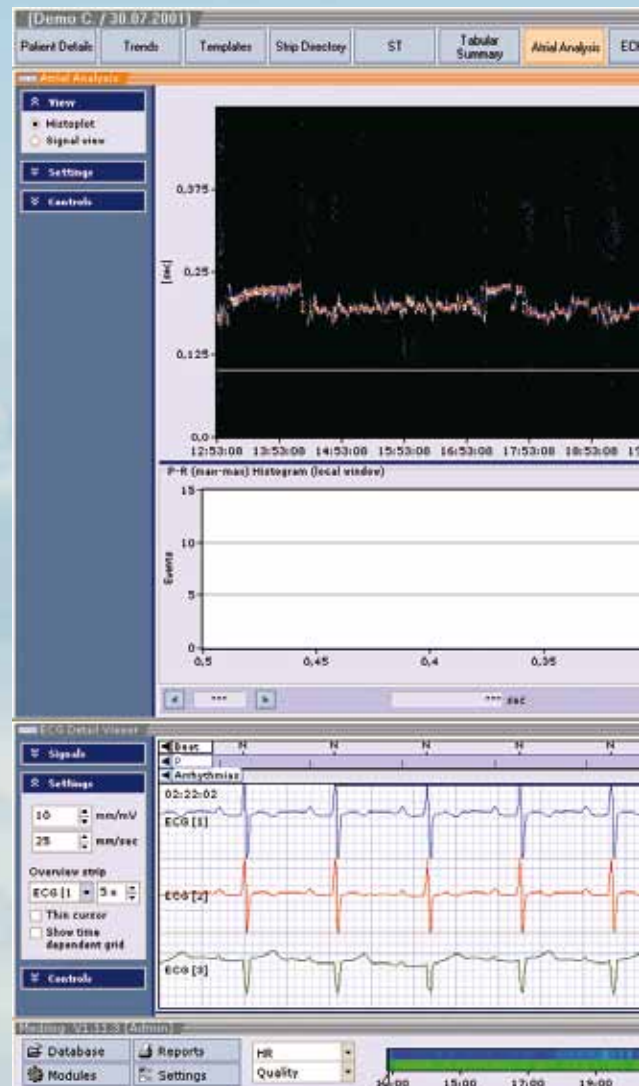 (Demo C. / 30.07.2001)
Patient Details Trends Templates Strip Directory ST Tabular Summary Atrial Analysis
Atrial Analysis
View
Histoplot
Signal view
Settings
Controls
0,375
0,25
[sec]
0,125
0,0
12:53:08 13:53:08 14:53:08 15:53:08 16:53:08 17:53:08 18:53:08
P-R (max-max) Histogram (local window)
15
10
Events
5
0
0,5 0,45 0,4 0,35
*** *** sec
ECG Detail Viewer
Signals
Settings
10 mm/mV
25 mm/sec
Overview strip
ECG [1 5 s
Thin cursor
Show time
dependent grid
Controls
Beat N N N N N
P
Arrhythmias
02:22:02
ECG [1]
ECG [2]
ECG [3]
(Admin)
Database Reports HR
Modules Settings Quality
15:00 17:00 19:00